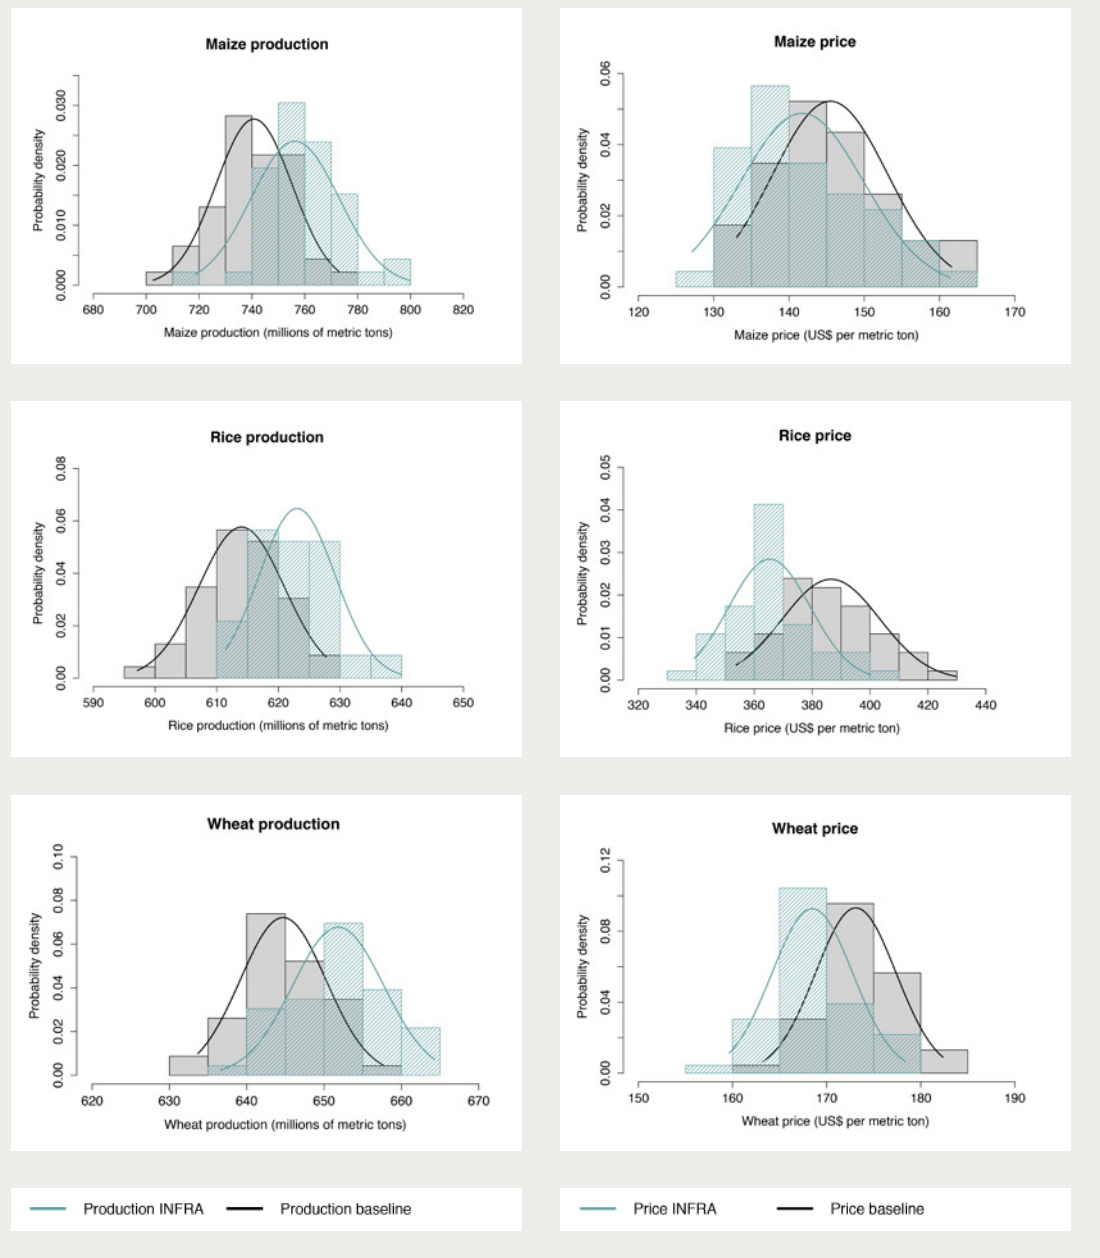 Maize production
Probability density
0.000 0.010 0.020 0.030
680 700 720 740 760 780 800 820
Maize production (millions of metric tons)
Maize price
Probability density
0.00 0.02 0.04 0.06
120 130 140 150 160 170
Maize price (US$ per metric ton)
Rice production
Probability density
0.00 0.02 0.04 0.06 0.08
590 600 610 620 630 640 650
Rice production (millions of metric tons)
Rice price
Probability density
0.00 0.01 0.02 0.03 0.04 0.05
320 340 360 380 400 420 440
Rice price (US$ per metric ton)
Wheat production
Probability density
0.00 0.02 0.04 0.06 0.08 0.10
620 630 640 650 660 670
Wheat production (millions of metric tons)
Wheat price
Probability density
0.00 0.04 0.08 0.12
150 160 170 180 190
Wheat price (US$ per metric ton)
Production INFRA Production baseline
Price INFRA Price baseline